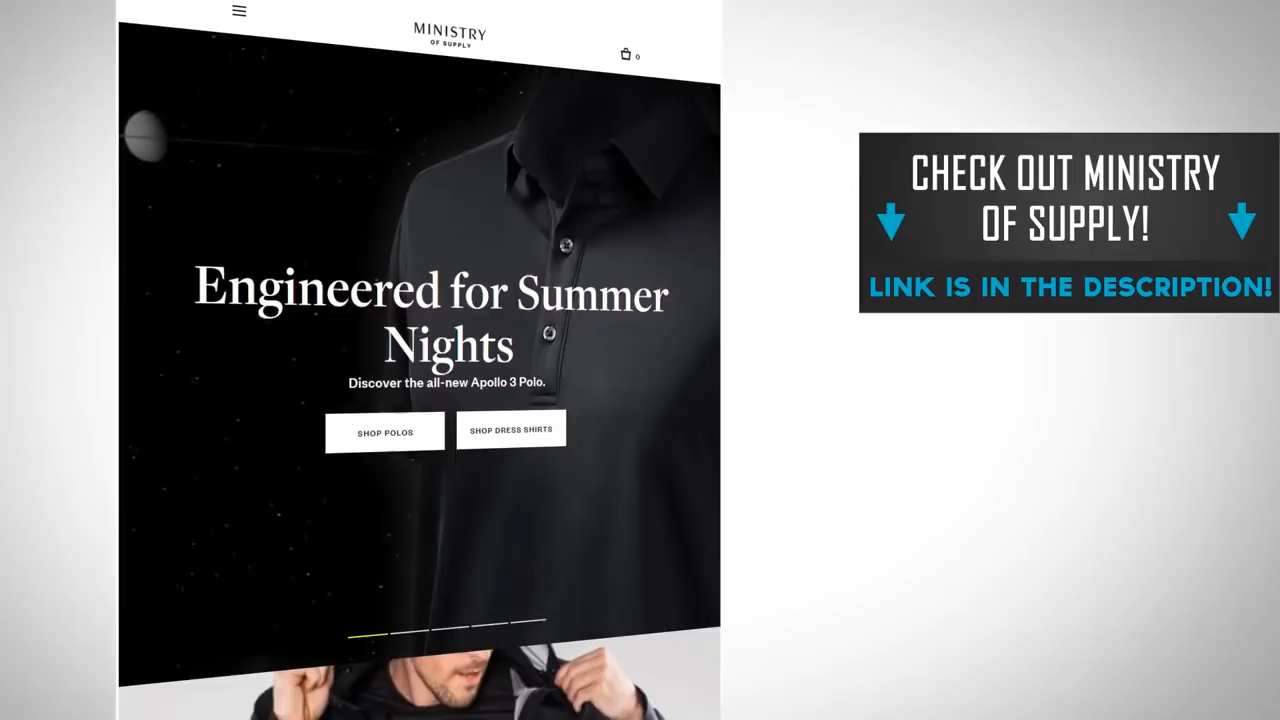 MINISTRY
OF SUPPLY
0
Engineered for Summer
Nights
Discover the all-new Apollo 3 Polo.
SHOP POLOS
SHOP DRESS SHIRTS
CHECK OUT MINISTRY
OF SUPPLY!
LINK IS IN THE DESCRIPTION!